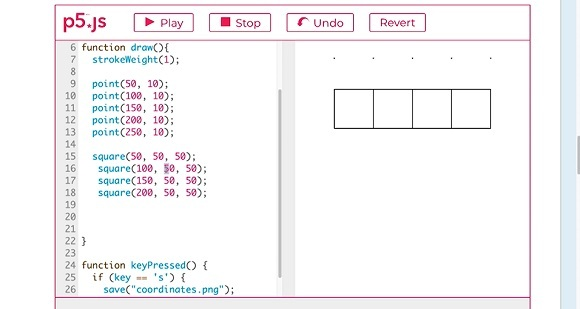 p5.js Play Stop Undo Revert
6 function draw(){
7 strokeWeight(1);
8
9 point(50, 10);
10 point(100, 10);
11 point(150, 10);
12 point(200, 10);
13 point(250, 10);
14
15 square(50, 50, 50);
16 square(100, 50, 50);
17 square(150, 50, 50);
18 square(200, 50, 50);
19
20
21
22 }
23
24 function keyPressed() {
25 if (key == 's') {
26 save("coordinates.png");